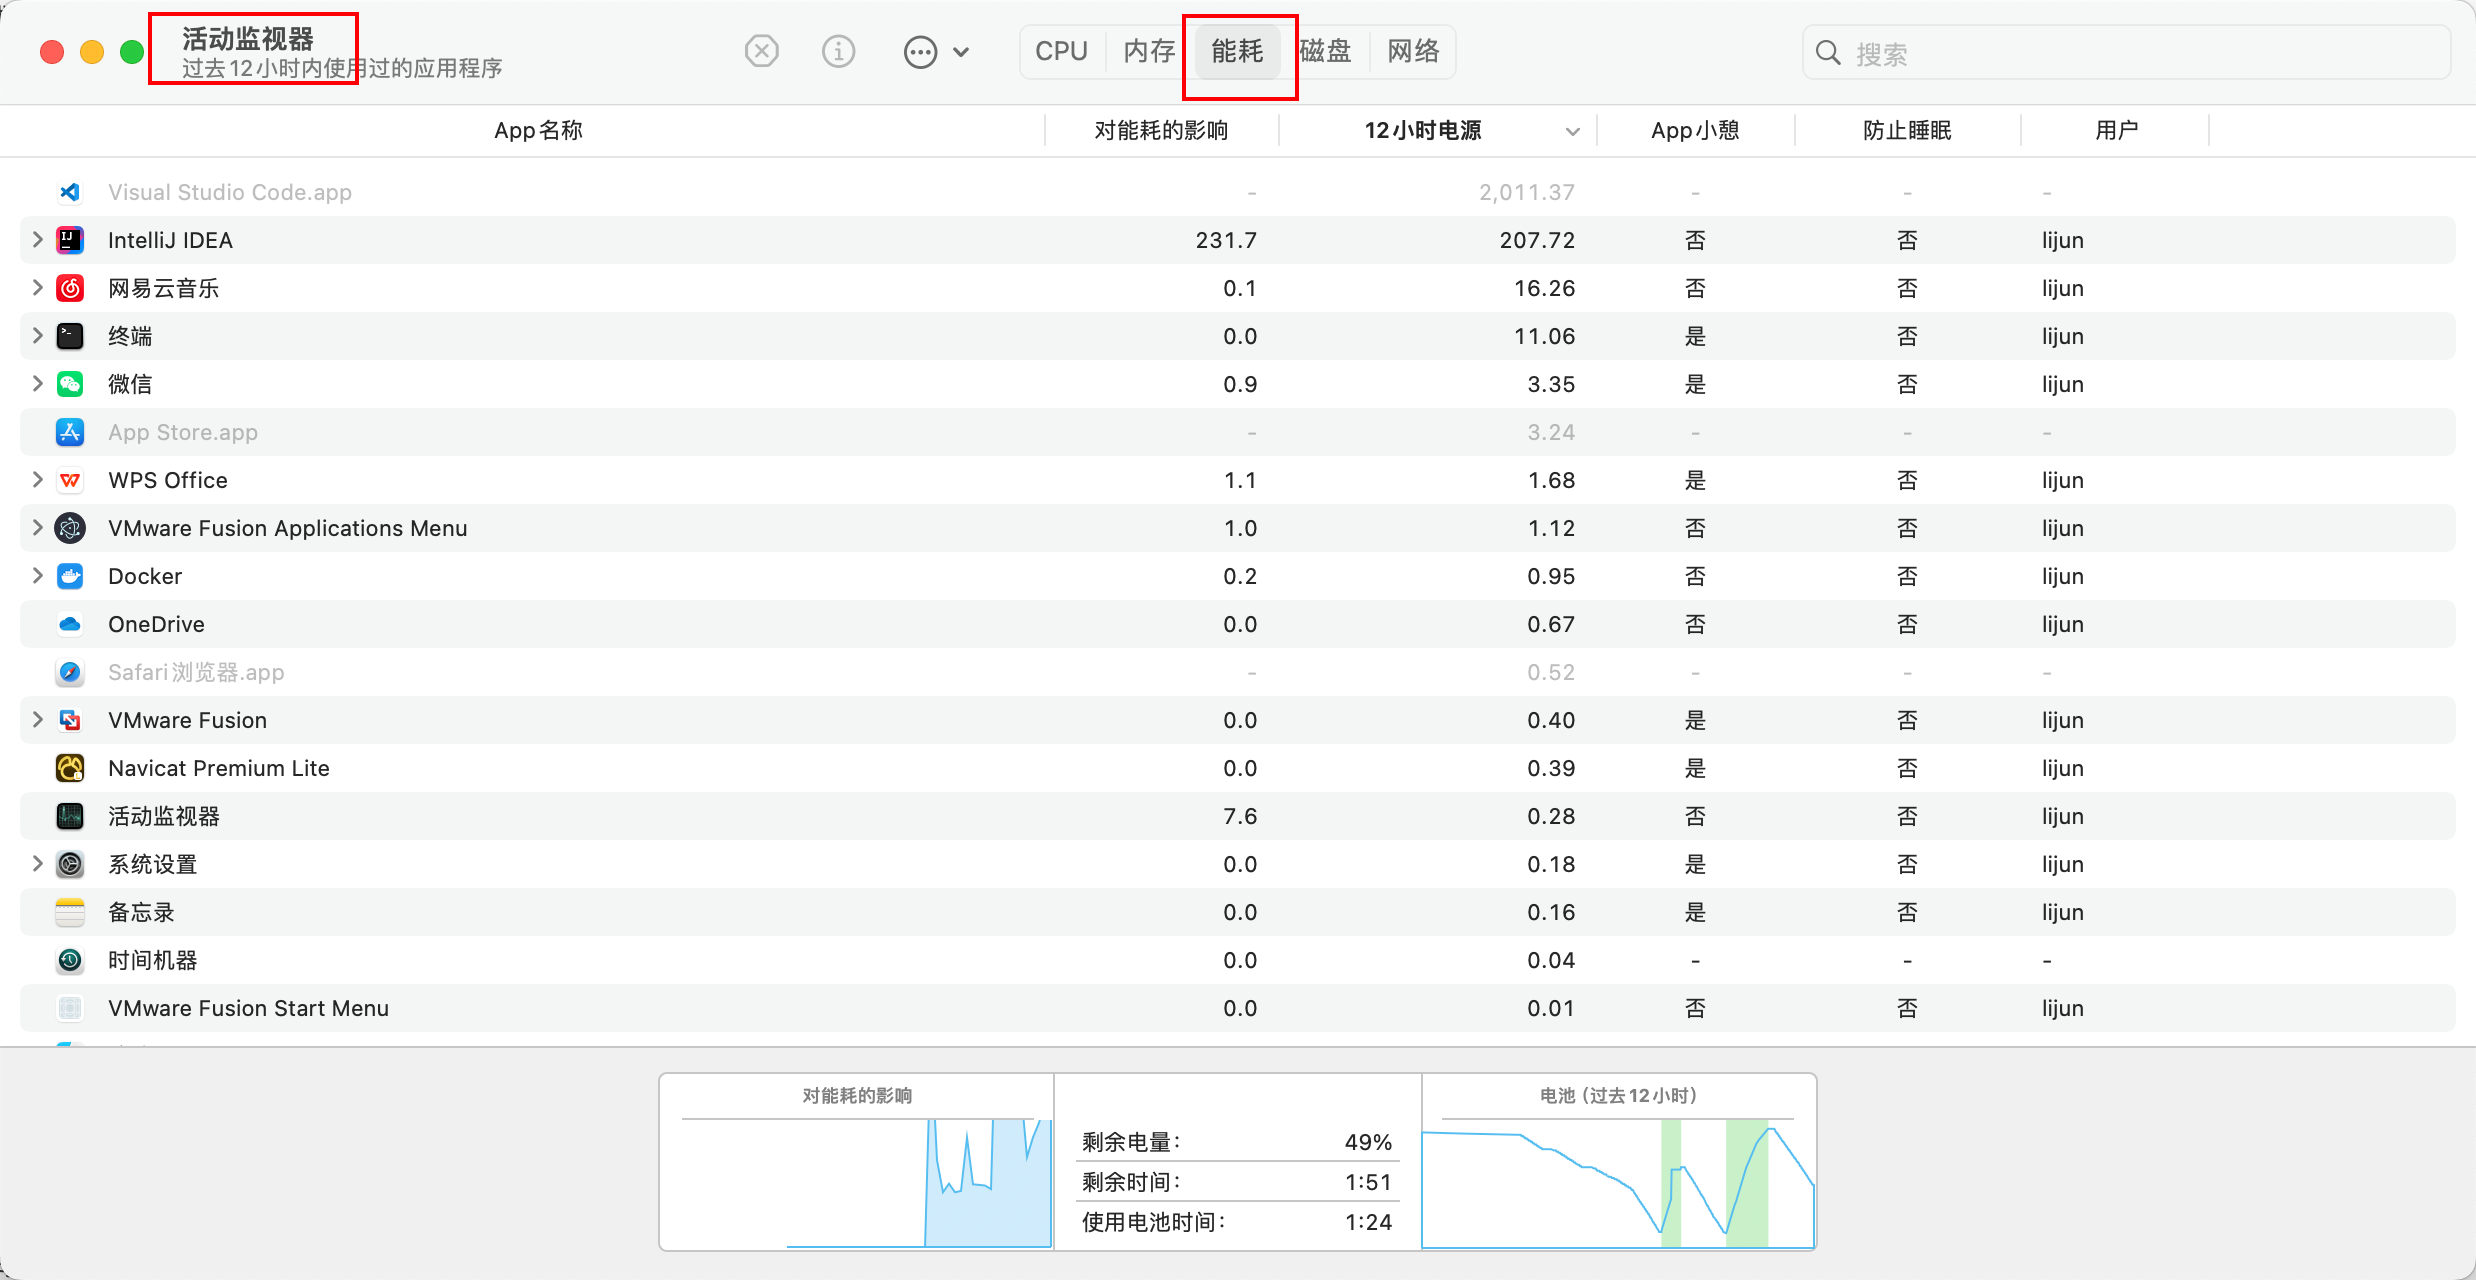 活动监视器
过去12小时内使用过的应用程序
CPU 内存 能耗 磁盘 网络
搜索
App名称 对能耗的影响 12小时电源 App小憩 防止睡眠 用户
Visual Studio Code.app - 2,011.37 - - -
IntelliJ IDEA 231.7 207.72 否 否 lijun
网易云音乐 0.1 16.26 否 否 lijun
终端 0.0 11.06 是 否 lijun
微信 0.9 3.35 是 否 lijun
App Store.app - 3.24 - - -
WPS Office 1.1 1.68 是 否 lijun
VMware Fusion Applications Menu 1.0 1.12 否 否 lijun
Docker 0.2 0.95 否 否 lijun
OneDrive 0.0 0.67 否 否 lijun
Safari浏览器.app - 0.52 - - -
VMware Fusion 0.0 0.40 是 否 lijun
Navicat Premium Lite 0.0 0.39 是 否 lijun
活动监视器 7.6 0.28 否 否 lijun
系统设置 0.0 0.18 是 否 lijun
备忘录 0.0 0.16 是 否 lijun
时间机器 0.0 0.04 - - -
VMware Fusion Start Menu 0.0 0.01 否 否 lijun
对能耗的影响
剩余电量: 49%
剩余时间: 1:51
使用电池时间: 1:24
电池（过去12小时）